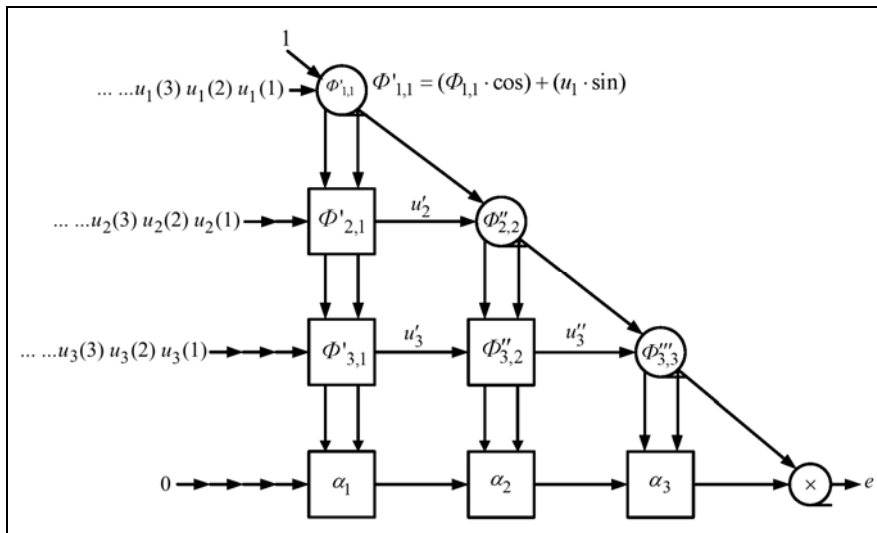 1
... ...u₁(3) u₁(2) u₁(1)
Φ'₁,₁
Φ'₁,₁ = (Φ₁,₁ · cos) + (u₁ · sin)
... ...u₂(3) u₂(2) u₂(1)
Φ'₂,₁
u′₂
Φ″₂,₂
... ...u₃(3) u₃(2) u₃(1)
Φ'₃,₁
u′₃
Φ″₃,₂
u″₃
Φ‴₃,₃
0
α₁
α₂
α₃
×
e